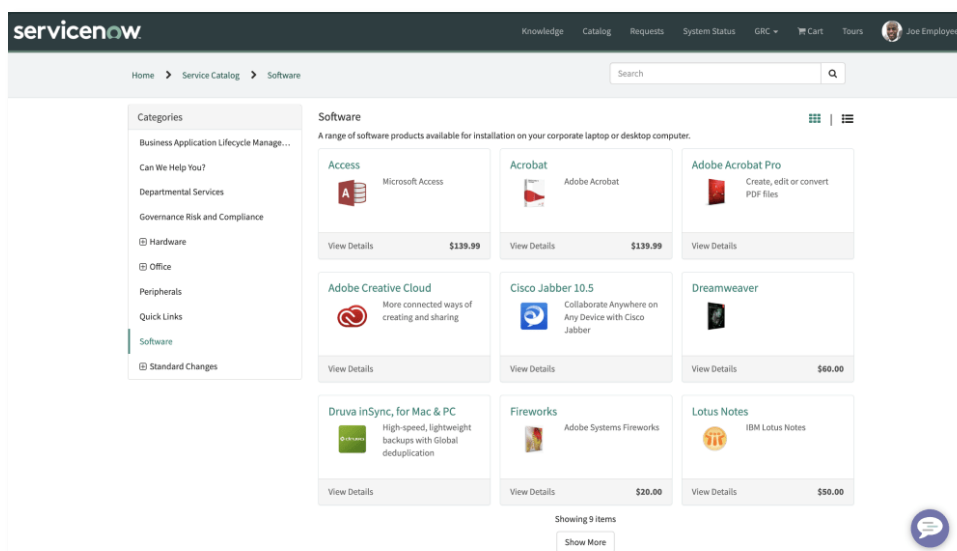 servicenow
Knowledge Catalog Requests System Status GRC Cart Tours Joe Employee
Home > Service Catalog > Software
Search
Categories
Business Application Lifecycle Manage...
Can We Help You?
Departmental Services
Governance Risk and Compliance
Hardware
Office
Peripherals
Quick Links
Software
Standard Changes
Software
A range of software products available for installation on your corporate laptop or desktop computer.
Access
Microsoft Access
View Details $139.99
Acrobat
Adobe Acrobat
View Details $139.99
Adobe Acrobat Pro
Create, edit or convert
PDF files
View Details
Adobe Creative Cloud
More connected ways of
creating and sharing
View Details
Cisco Jabber 10.5
Collaborate Anywhere on
Any Device with Cisco
Jabber
View Details
Dreamweaver
View Details $60.00
Druva inSync, for Mac & PC
High-speed, lightweight
backups with Global
deduplication
View Details
Fireworks
Adobe Systems Fireworks
View Details $20.00
Lotus Notes
IBM Lotus Notes
View Details $50.00
Showing 9 items
Show More